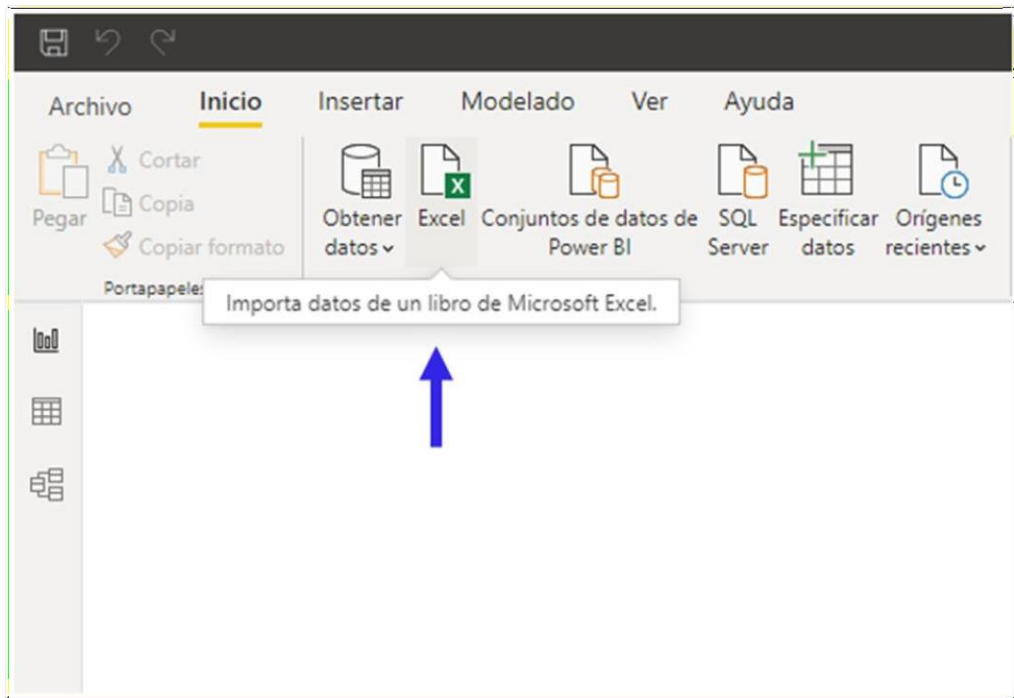 Archivo Inicio Insertar Modelado Ver Ayuda
Pegar
Cortar
Copia
Copiar formato
Obtener datos
Excel
Conjuntos de datos de Power BI
SQL Server
Especificar datos
Orígenes recientes
Portapapeles
Importa datos de un libro de Microsoft Excel.